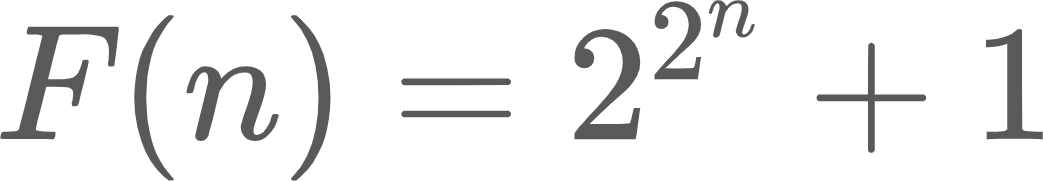 F(n) = 2^{2^n} + 1